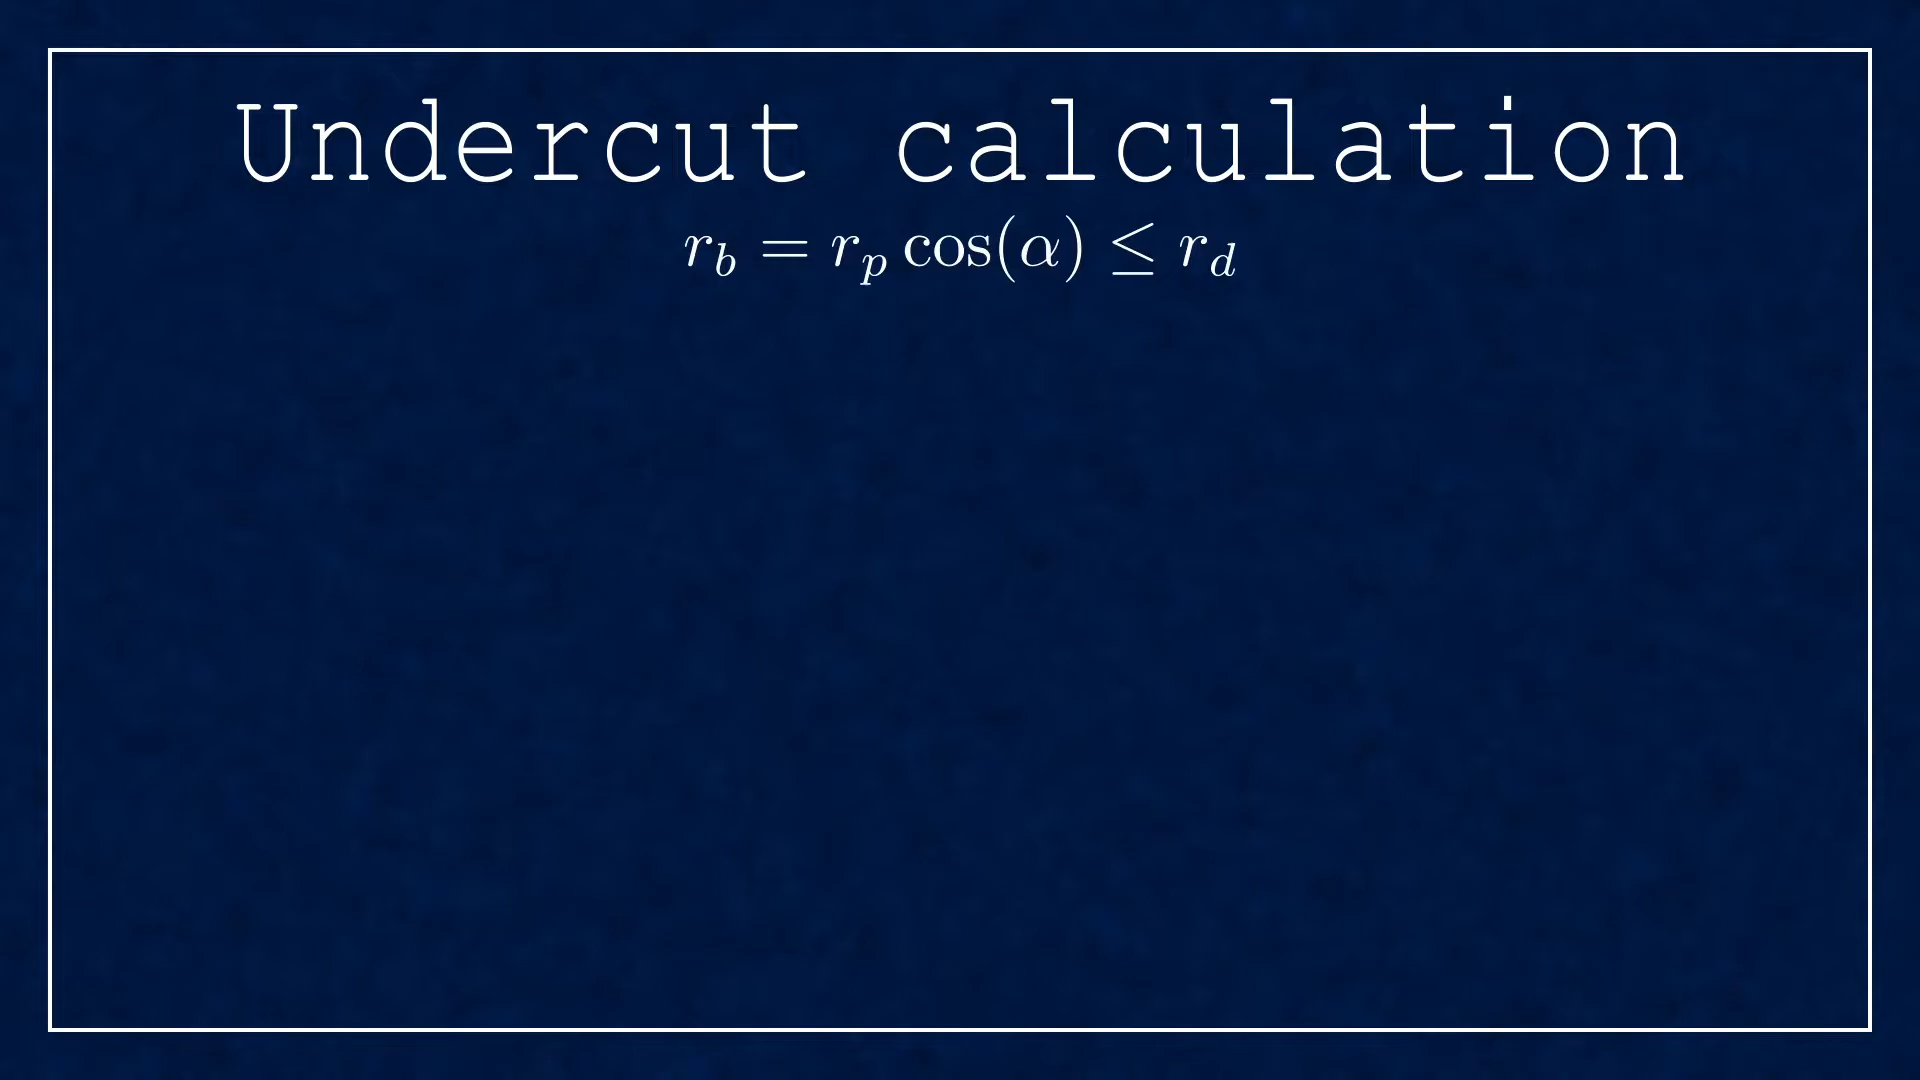 Undercut calculation
r_b = r_p cos(α) ≤ r_d